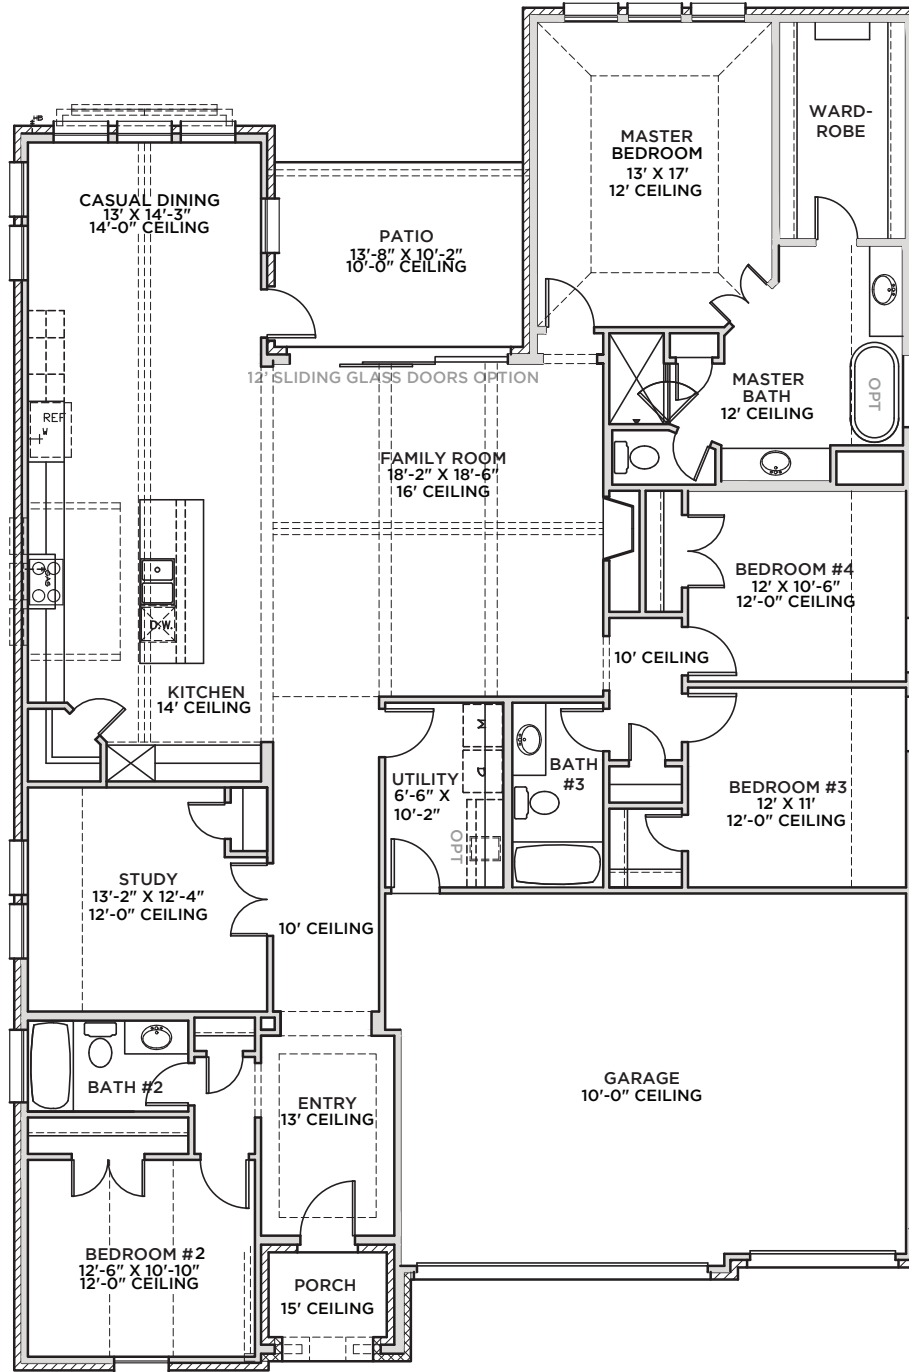 HB
WARD-
ROBE
MASTER
BEDROOM
13' X 17'
12' CEILING
CASUAL DINING
13' X 14'-3"
14'-0" CEILING
PATIO
13'-8" X 10'-2"
10'-0" CEILING
12' SLIDING GLASS DOORS OPTION
MASTER
BATH
12' CEILING
OPT
REF
W
FAMILY ROOM
18'-2" X 18'-6"
16' CEILING
GAS
D.W.
BEDROOM #4
12' X 10'-6"
12'-0" CEILING
10' CEILING
KITCHEN
14' CEILING
W
D
UTILITY
6'-6" X
10'-2"
OPT
BATH
#3
BEDROOM #3
12' X 11'
12'-0" CEILING
STUDY
13'-2" X 12'-4"
12'-0" CEILING
10' CEILING
BATH #2
ENTRY
13' CEILING
GARAGE
10'-0" CEILING
BEDROOM #2
12'-6" X 10'-10"
12'-0" CEILING
PORCH
15' CEILING